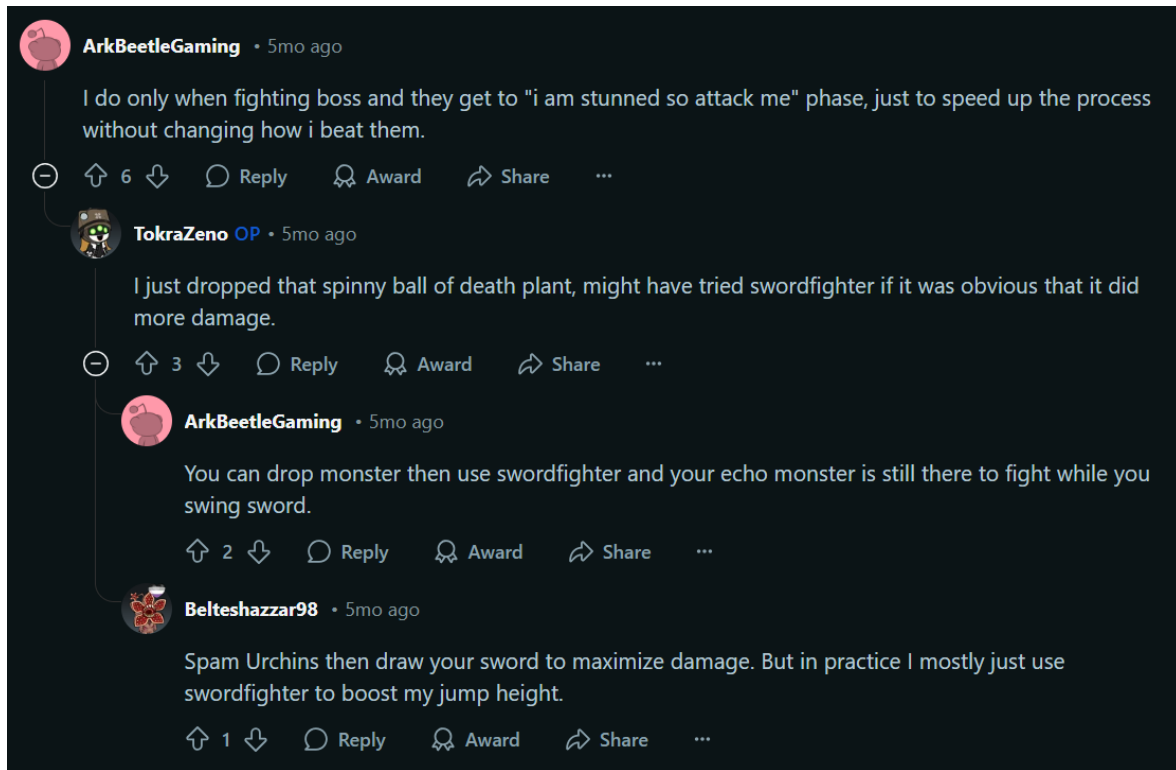 ArkBeetleGaming • 5mo ago
I do only when fighting boss and they get to "i am stunned so attack me" phase, just to speed up the process
without changing how i beat them.
6 Reply Award Share ...
TokraZeno OP • 5mo ago
I just dropped that spinny ball of death plant, might have tried swordfighter if it was obvious that it did
more damage.
3 Reply Award Share ...
ArkBeetleGaming • 5mo ago
You can drop monster then use swordfighter and your echo monster is still there to fight while you
swing sword.
2 Reply Award Share ...
Belteshazzar98 • 5mo ago
Spam Urchins then draw your sword to maximize damage. But in practice I mostly just use
swordfighter to boost my jump height.
1 Reply Award Share ...